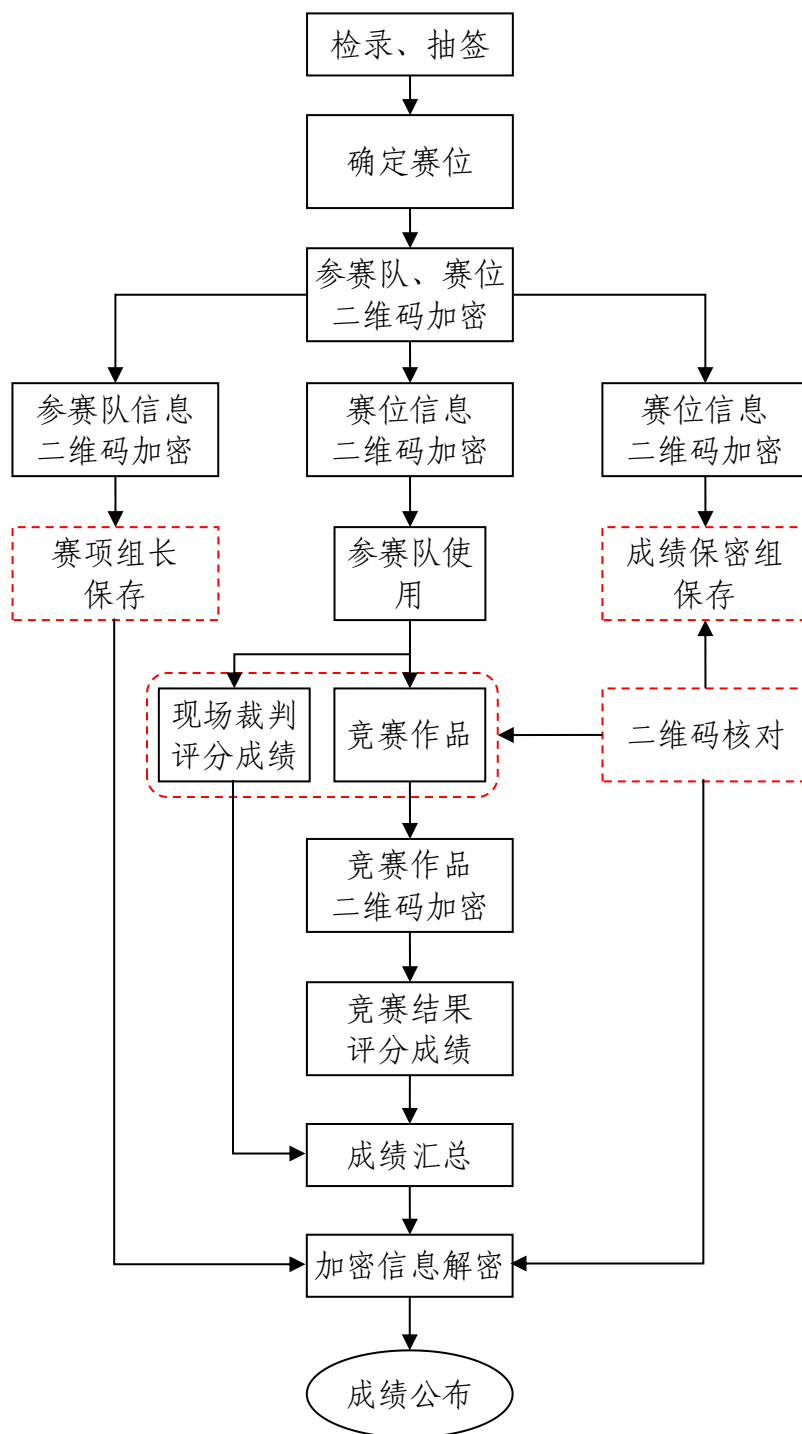 检录、抽签
确定赛位
参赛队、赛位
二维码加密
参赛队信息
二维码加密
赛位信息
二维码加密
赛位信息
二维码加密
赛项组长
保存
参赛队使
用
成绩保密组
保存
现场裁判
评分成绩
竞赛作品
二维码核对
竞赛作品
二维码加密
竞赛结果
评分成绩
成绩汇总
加密信息解密
成绩公布